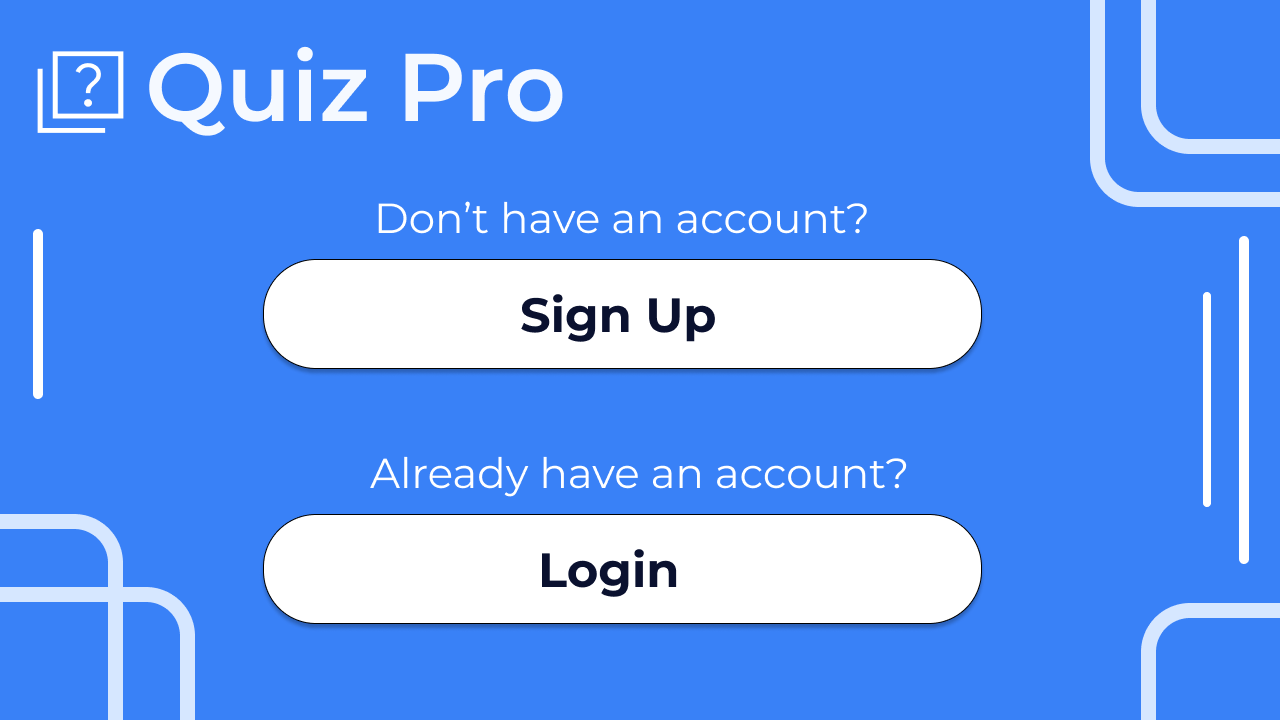 Quiz Pro
Don’t have an account?
Sign Up
Already have an account?
Login